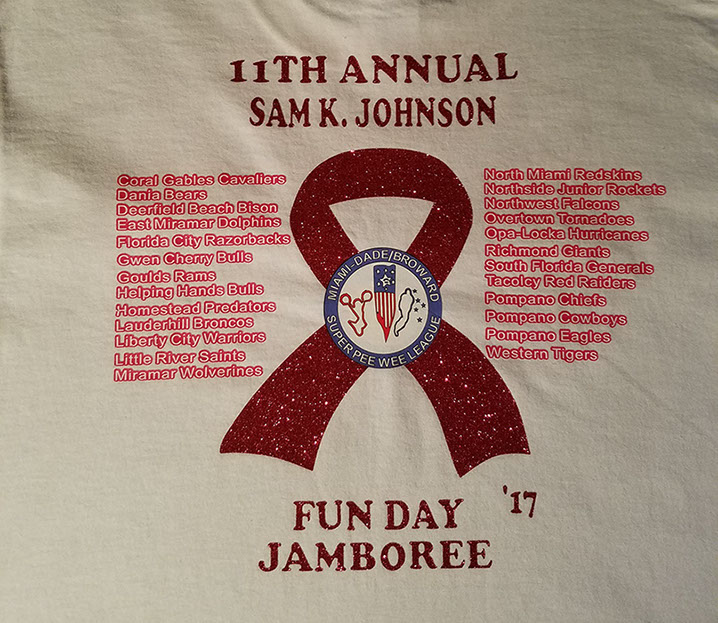 11TH ANNUAL
SAM K. JOHNSON
Coral Gables Cavaliers
Dania Bears
Deerfield Beach Bison
East Miramar Dolphins
Florida City Razorbacks
Gwen Cherry Bulls
Goulds Rams
Helping Hands Bulls
Homestead Predators
Lauderhill Broncos
Liberty City Warriors
Little River Saints
Miramar Wolverines
North Miami Redskins
Northside Junior Rockets
Northwest Falcons
Overtown Tornadoes
Opa-Locka Hurricanes
Richmond Giants
South Florida Generals
Tacolcy Red Raiders
Pompano Chiefs
Pompano Cowboys
Pompano Eagles
Western Tigers
MIAMI-DADE/BROWARD
SUPER PEE WEE LEAGUE
FUN DAY '17
JAMBOREE